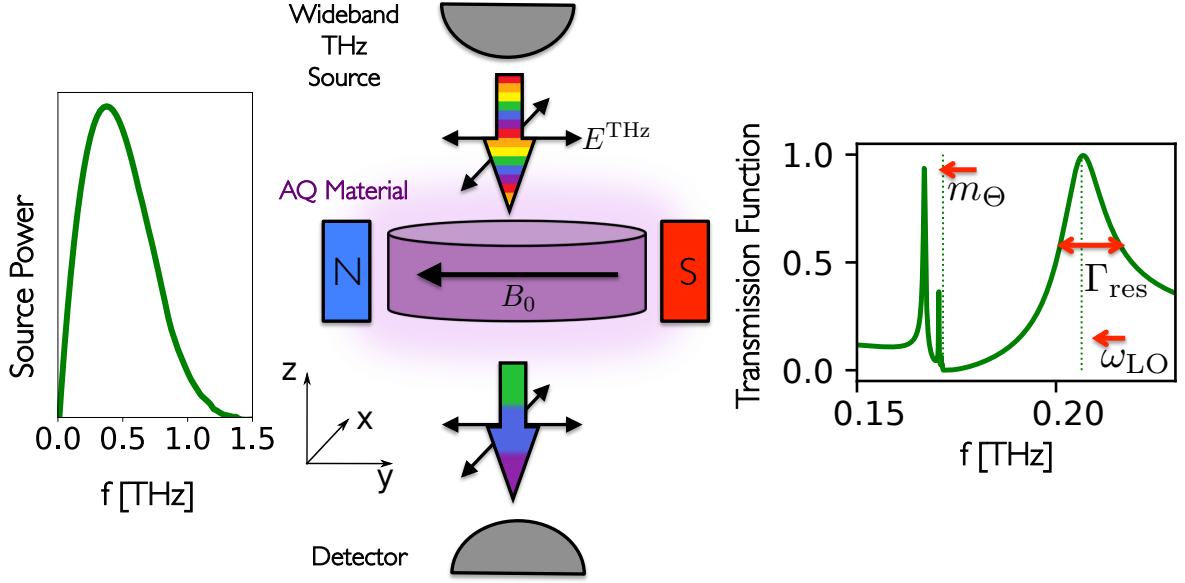 Wideband
THz
Source
E^THz
AQ Material
N
S
B_0
z
x
y
Detector
Source Power
0.0 0.5 1.0 1.5
f [THz]
Transmission Function
1.0
0.5
0.0
m_Θ
Γ_res
ω_LO
0.15 0.20
f [THz]